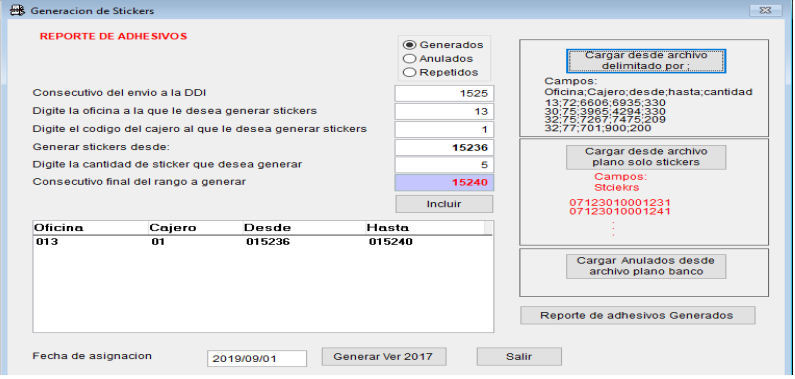 Generacion de Stickers
REPORTE DE ADHESIVOS
Generados
Anulados
Repetidos
Consecutivo del envio a la DDI 1525
Digite la oficina a la que le desea generar stickers 13
Digite el codigo del cajero al que le desea generar stickers 1
Generar stickers desde: 15236
Digite la cantidad de sticker que desea generar 5
Consecutivo final del rango a generar 15240
Incluir
Oficina Cajero Desde Hasta
013 01 015236 015240
Fecha de asignacion 2019/09/01 Generar Ver 2017 Salir
Cargar desde archivo
delimitado por ;
Campos:
Oficina;Cajero;desde;hasta;cantidad
13;72;6606;6935;330
30;75;3965;4294;330
32;75;7267;7475;209
32;77;701;900;200
Cargar desde archivo
plano solo stickers
Campos:
Stciekrs
07123010001231
07123010001241
.
.
Cargar Anulados desde
archivo plano banco
Reporte de adhesivos Generados